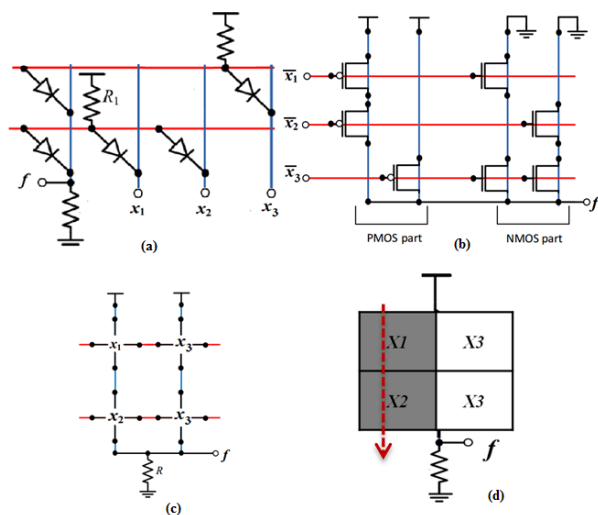 R₁
f
x₁
x₂
x₃
(a)
x̅₁
x̅₂
x̅₃
f
PMOS part
NMOS part
(b)
x₁
x₃
x₂
x₃
f
R
(c)
X1
X3
X2
X3
f
(d)